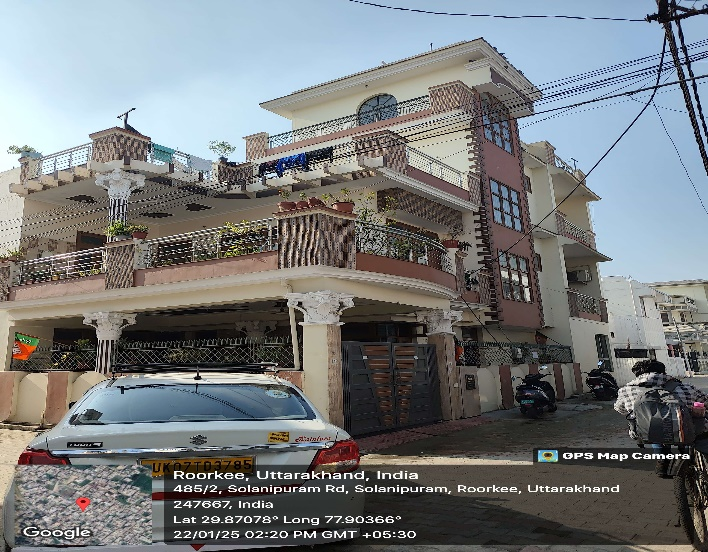 UK07TD3785
GPS Map Camera
Roorkee, Uttarakhand, India
485/2, Solanipuram Rd, Solanipuram, Roorkee, Uttarakhand
247667, India
Lat 29.87078° Long 77.90366°
22/01/25 02:20 PM GMT +05:30
Google